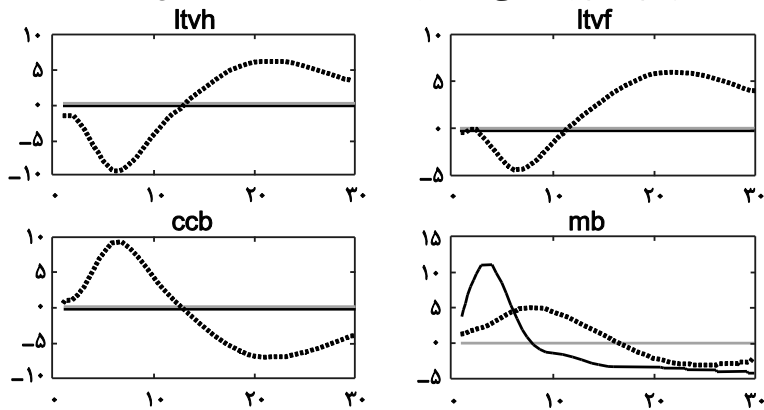 ltvh ltvf
۱۰ ۱۰
۵ ۵
۰ ۰
−۵
−۱۰ −۵
۰ ۱۰ ۲۰ ۳۰ ۰ ۱۰ ۲۰ ۳۰
ccb mb
۱۰ ۱۵
۵ ۱۰
۰ ۵
−۵ ۰
−۱۰ −۵
۰ ۱۰ ۲۰ ۳۰ ۰ ۱۰ ۲۰ ۳۰